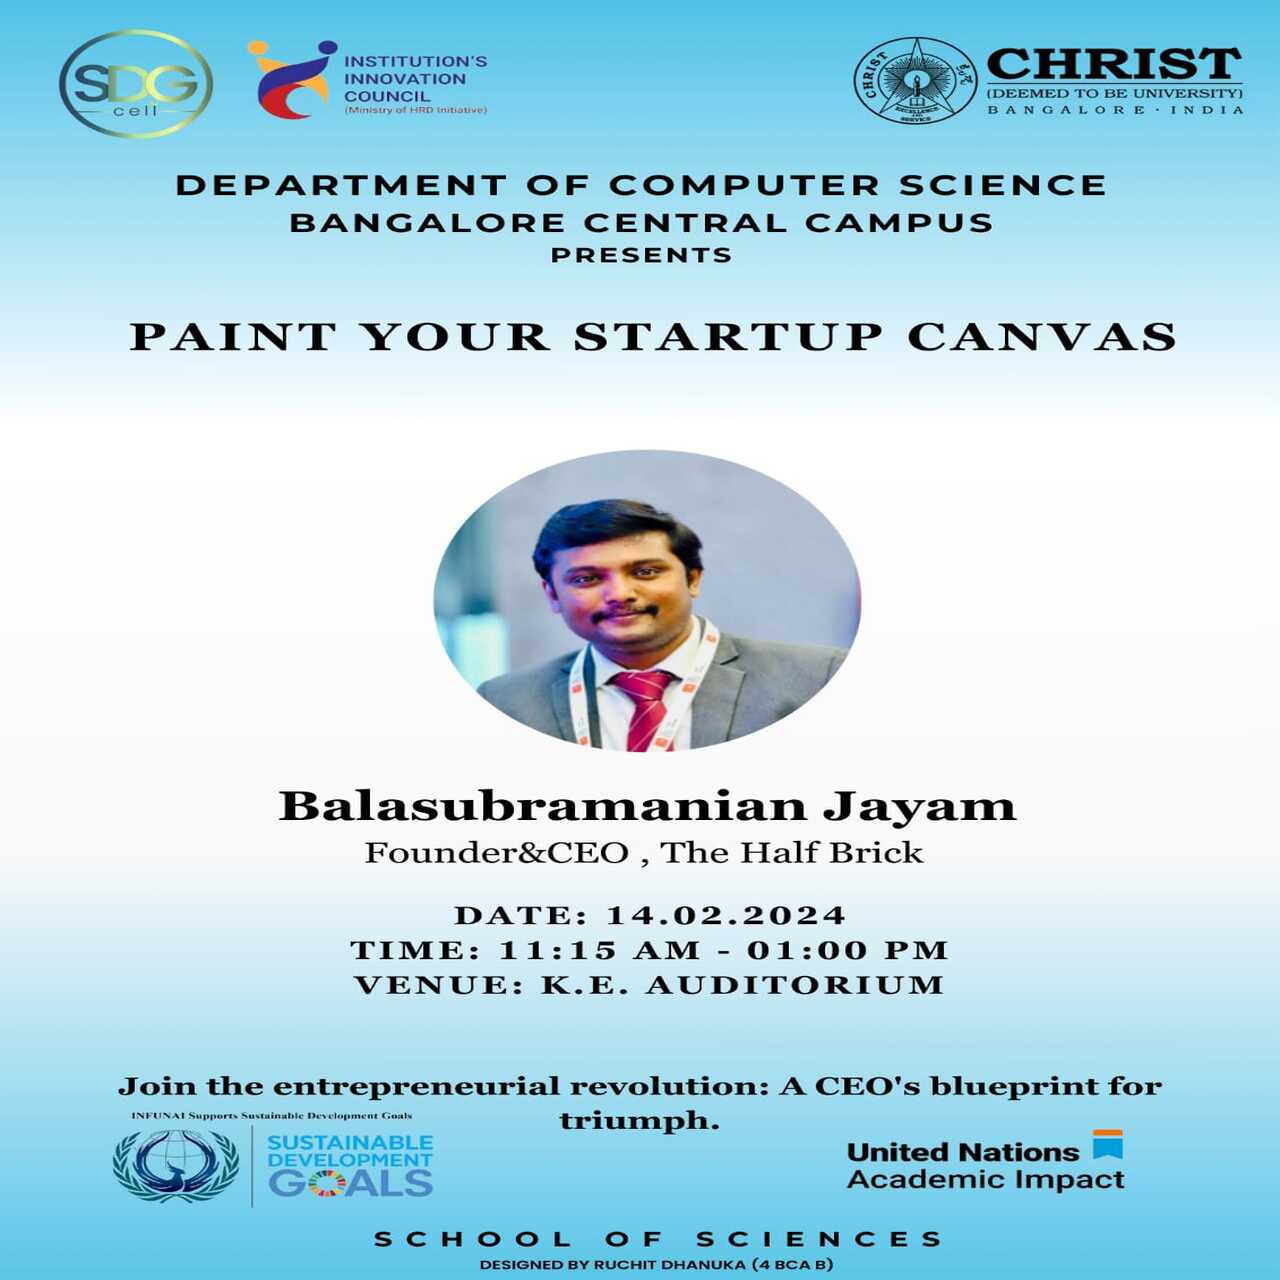 SDG
cell
INSTITUTION'S
INNOVATION
COUNCIL
(Ministry of HRD Initiative)
CHRIST
EXCELLENCE
AND
SERVICE
CHRIST
(DEEMED TO BE UNIVERSITY)
BANGALORE · INDIA
DEPARTMENT OF COMPUTER SCIENCE
BANGALORE CENTRAL CAMPUS
PRESENTS
PAINT YOUR STARTUP CANVAS
Balasubramanian Jayam
Founder&CEO , The Half Brick
DATE: 14.02.2024
TIME: 11:15 AM - 01:00 PM
VENUE: K.E. AUDITORIUM
Join the entrepreneurial revolution: A CEO's blueprint for
triumph.
INFUNAI Supports Sustainable Development Goals
SUSTAINABLE
DEVELOPMENT
GOALS
United Nations
Academic Impact
SCHOOL OF SCIENCES
DESIGNED BY RUCHIT DHANUKA (4 BCA B)